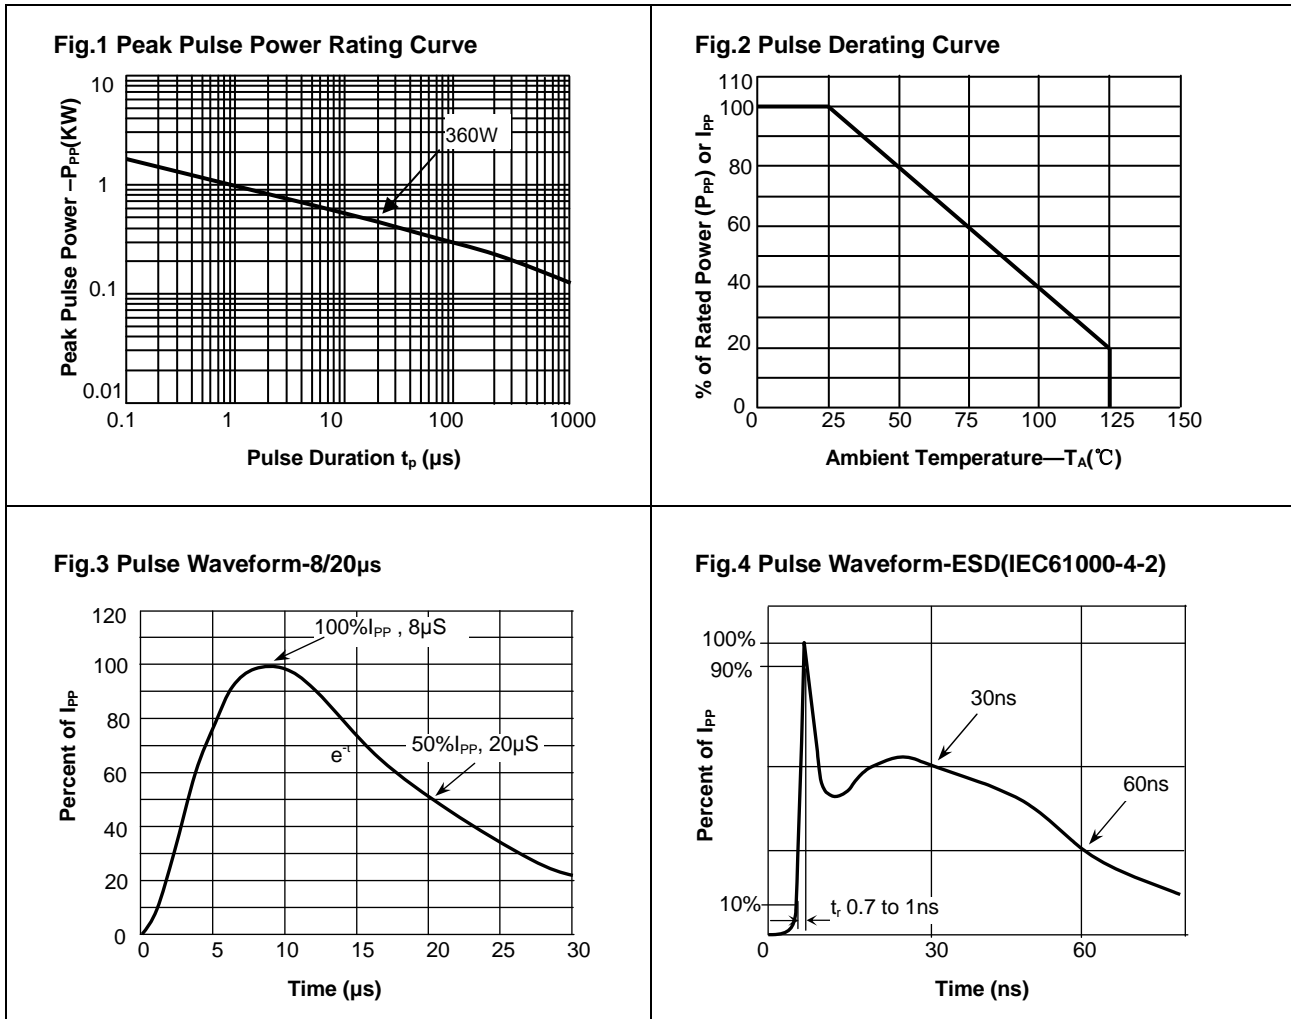 Fig.1 Peak Pulse Power Rating Curve
Peak Pulse Power –PPP(KW)
10
1
0.1
0.01
360W
0.1 1 10 100 1000
Pulse Duration tp (µs)
Fig.2 Pulse Derating Curve
% of Rated Power (PPP) or IPP
110
100
80
60
40
20
0
0 25 50 75 100 125 150
Ambient Temperature—TA(℃)
Fig.3 Pulse Waveform-8/20µs
Percent of IPP
120
100
80
60
40
20
0
100%IPP , 8µS
e-t
50%IPP, 20µS
0 5 10 15 20 25 30
Time (µs)
Fig.4 Pulse Waveform-ESD(IEC61000-4-2)
Percent of IPP
100%
90%
10%
30ns
60ns
tr 0.7 to 1ns
0 30 60
Time (ns)